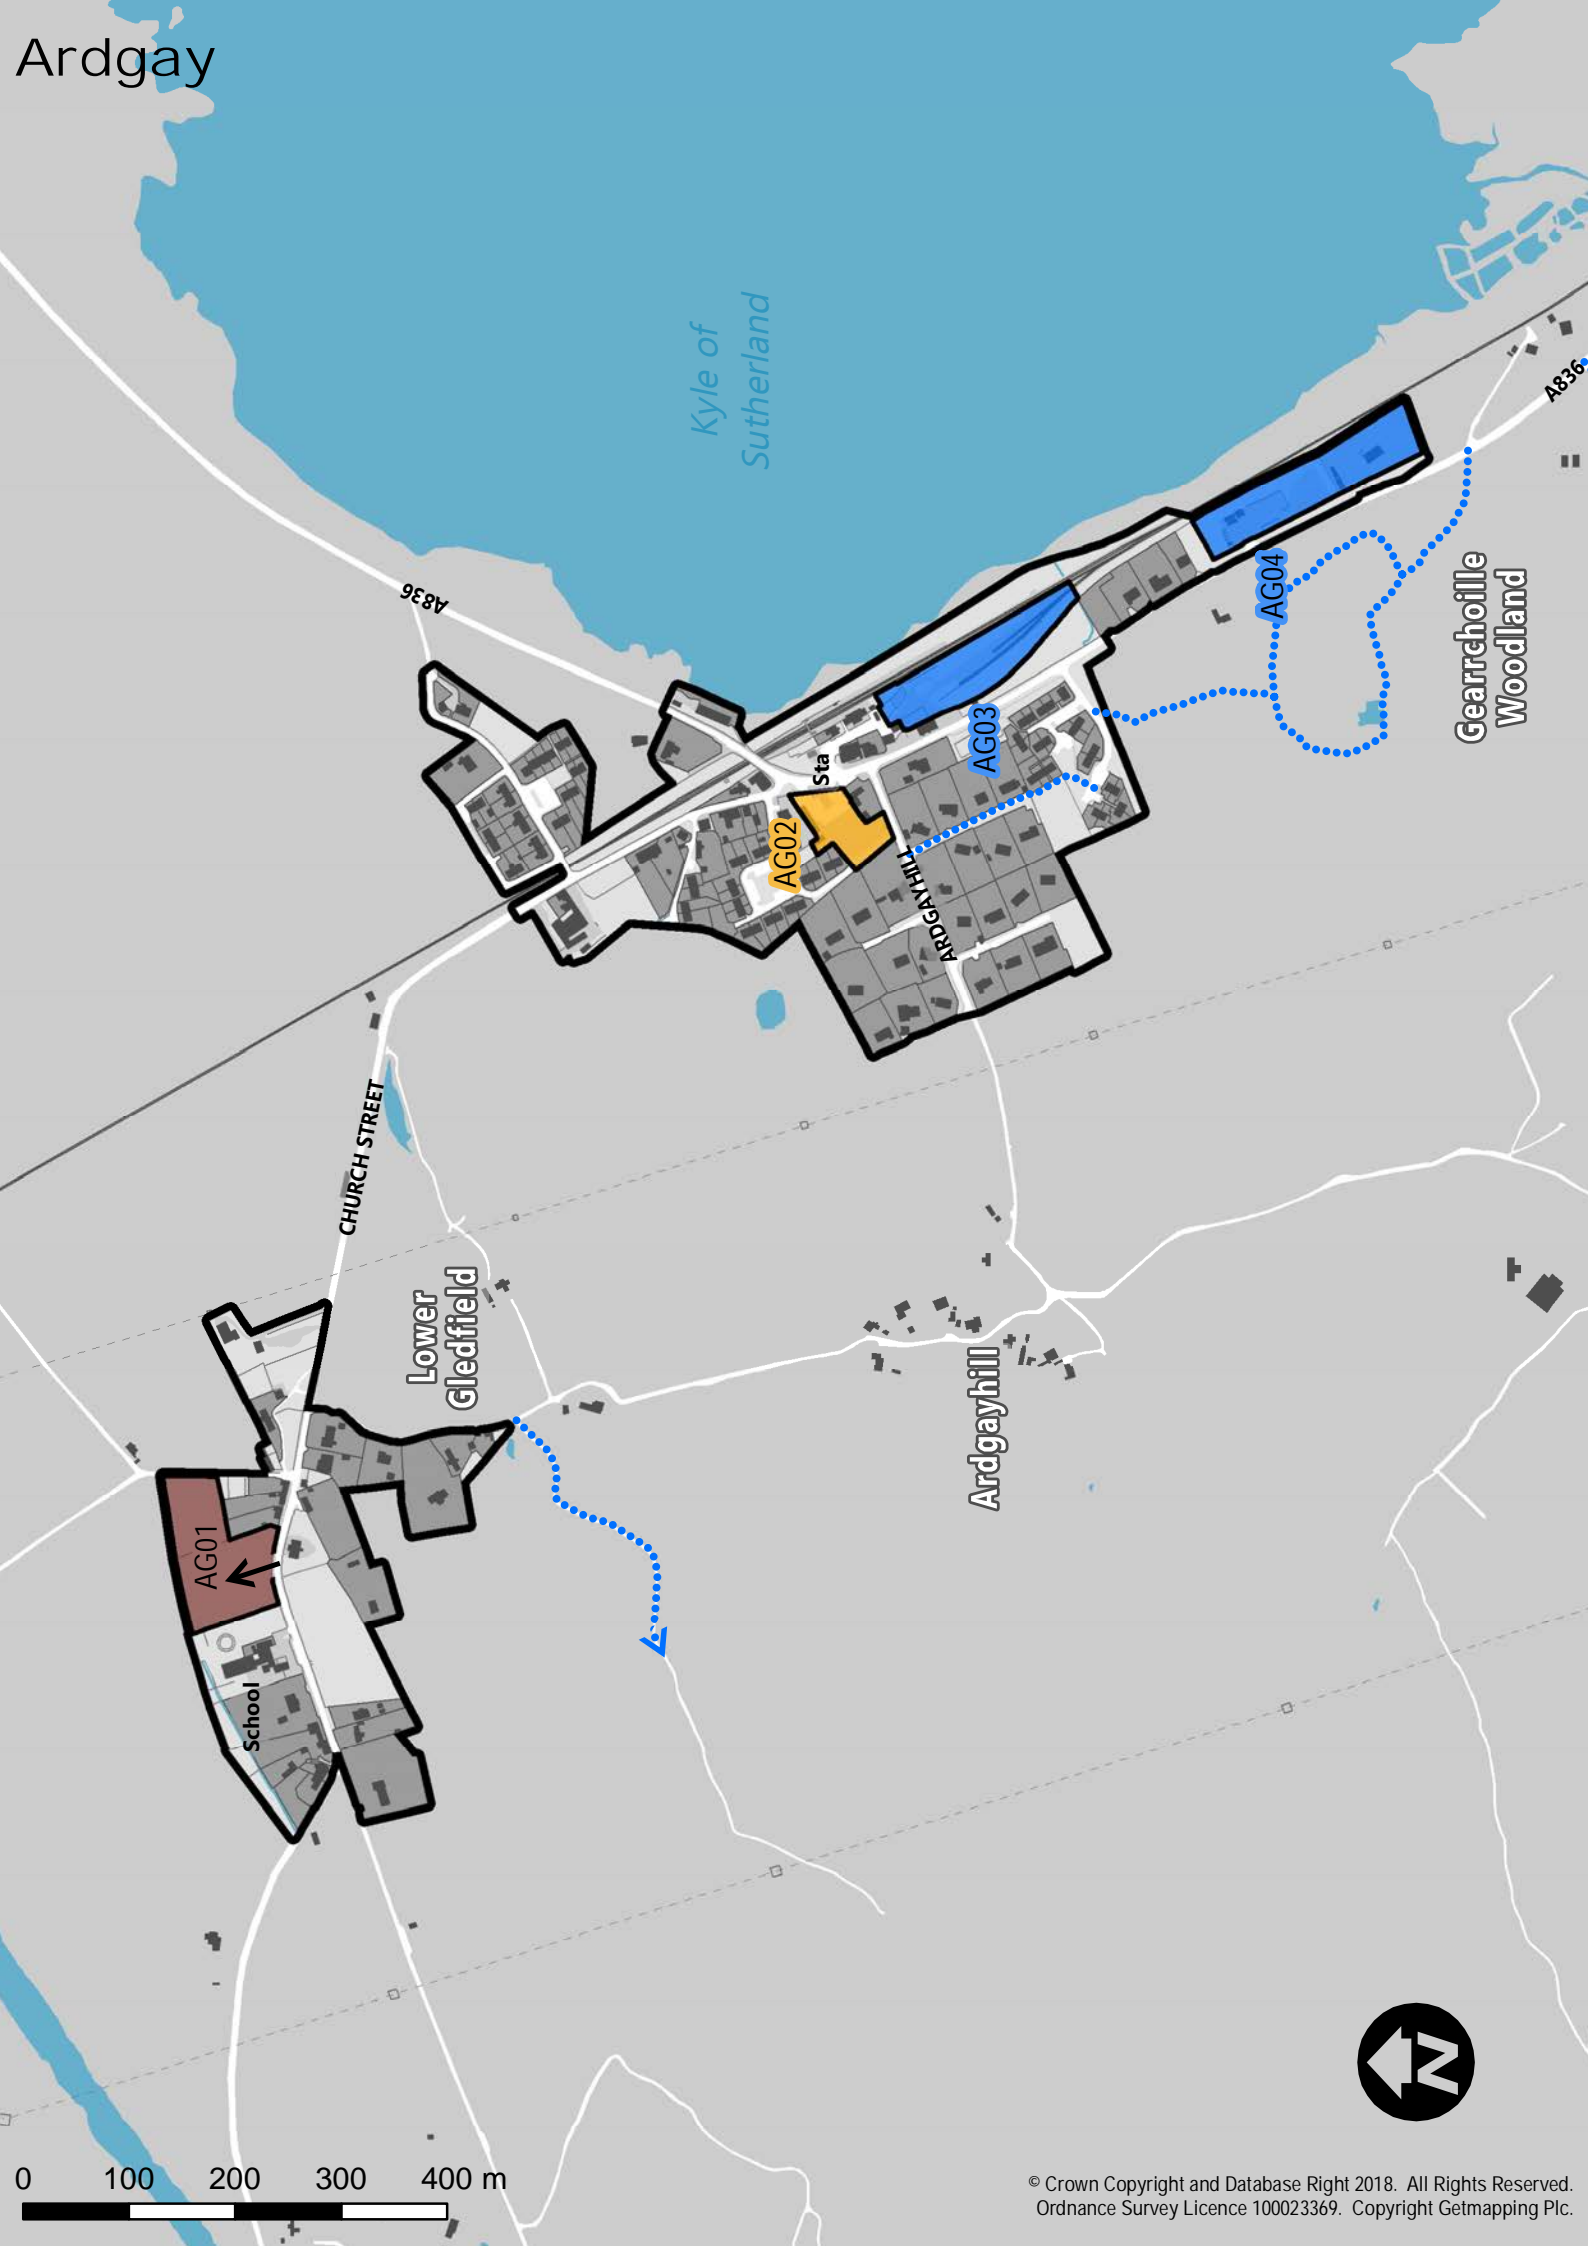 Ardgay
Kyle of
Sutherland
A836
A836
AG04
Gearrchoille
Woodland
AG03
Sta
AG02
ARDGAYHILL
CHURCH STREET
Lower
Gledfield
Ardgayhill
AG01
School
N
0 100 200 300 400 m
© Crown Copyright and Database Right 2018. All Rights Reserved.
Ordnance Survey Licence 100023369. Copyright Getmapping Plc.